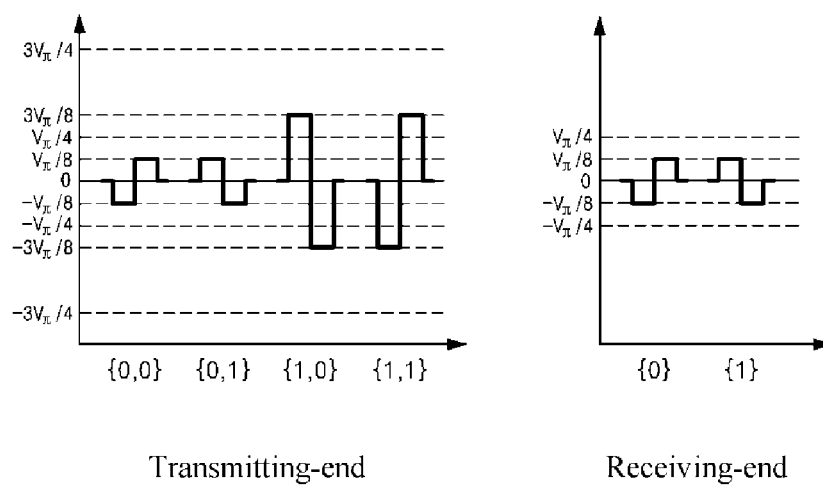 3Vπ/4
3Vπ/8
Vπ/4
Vπ/8
0
−Vπ/8
−Vπ/4
−3Vπ/8
−3Vπ/4
{0,0} {0,1} {1,0} {1,1}
Transmitting-end
Vπ/4
Vπ/8
0
−Vπ/8
−Vπ/4
{0} {1}
Receiving-end